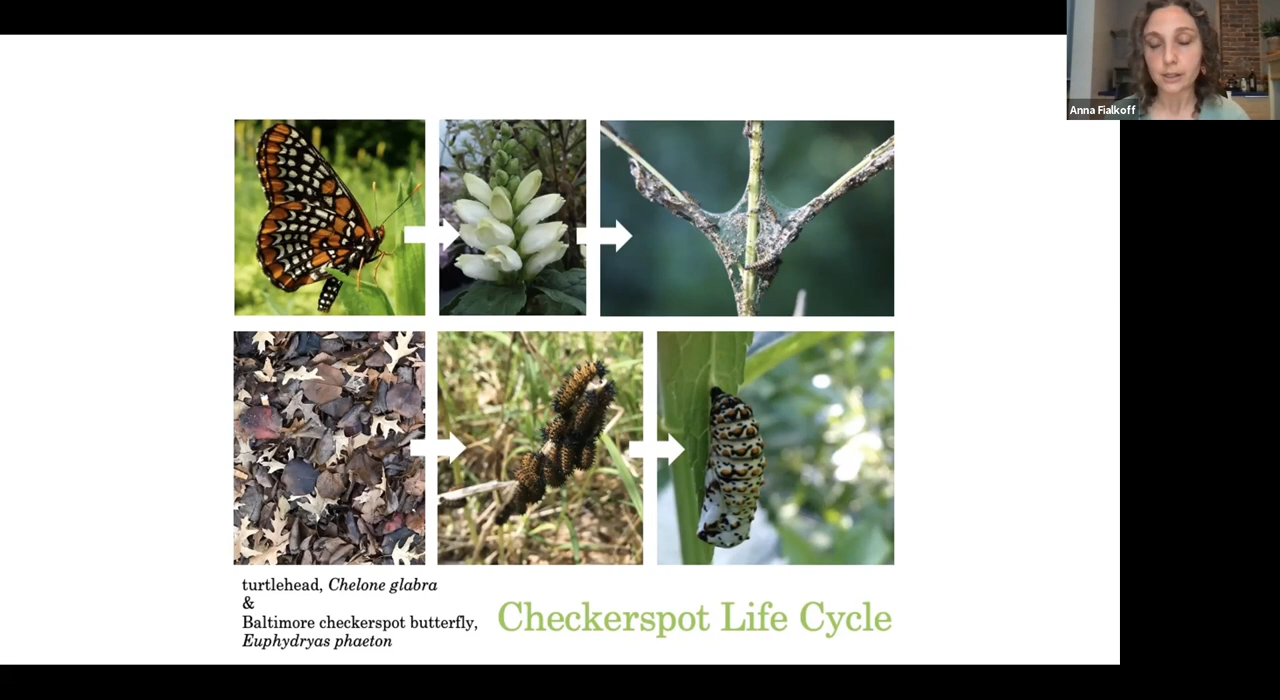 Anna Fialkoff
turtlehead, Chelone glabra
&
Baltimore checkerspot butterfly,
Euphydryas phaeton
Checkerspot Life Cycle